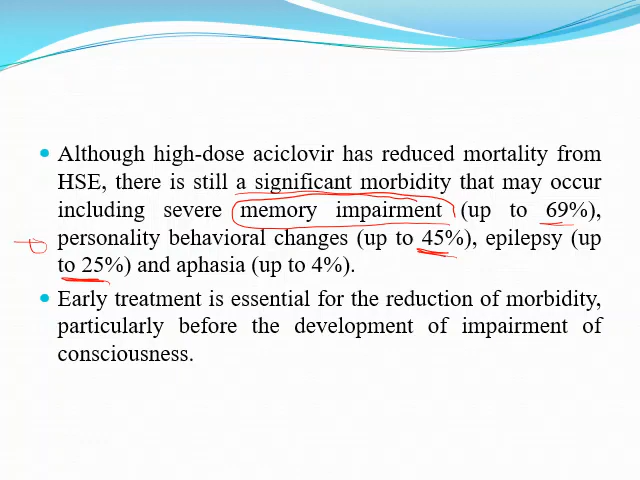 Although high-dose aciclovir has reduced mortality from
HSE, there is still a significant morbidity that may occur
including severe memory impairment (up to 69%),
personality behavioral changes (up to 45%), epilepsy (up
to 25%) and aphasia (up to 4%).
Early treatment is essential for the reduction of morbidity,
particularly before the development of impairment of
consciousness.